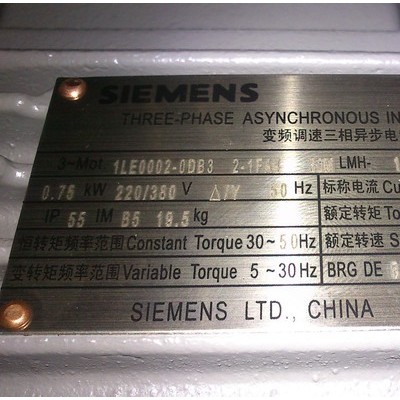 SIEMENS
THREE-PHASE ASYNCHRONOUS IN
变频调速三相异步电
3~Mot. 1LE0002-0DB3 LMH-
0.75 kW 220/380 V △/Y 50 Hz 标称电流 Cu
IP 55 IM B5 19.5 kg 额定转矩 To
恒转矩频率范围 Constant Torque 30~50Hz 额定转速 S
变转矩频率范围 Variable Torque 5~30Hz BRG DE
SIEMENS LTD., CHINA